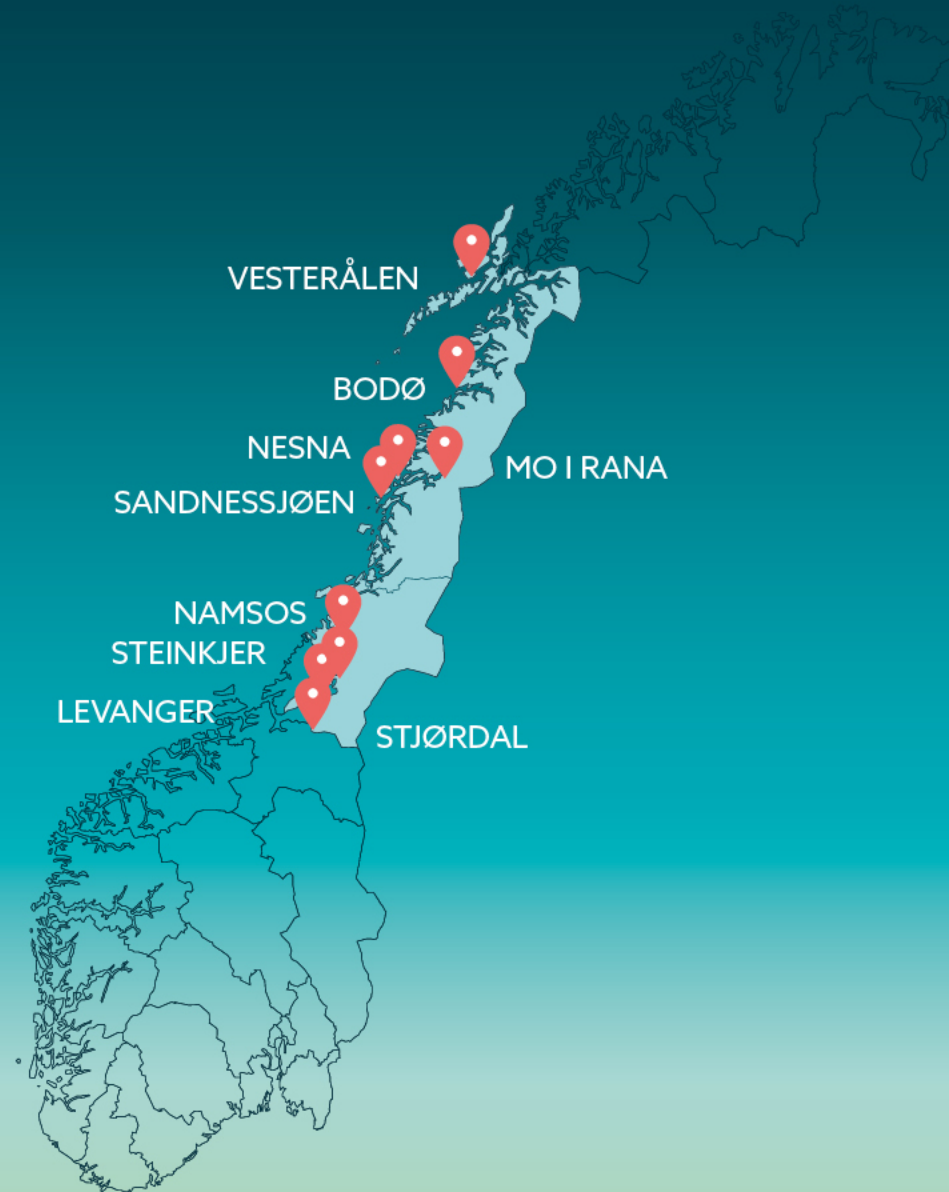 VESTERÅLEN
BODØ
NESNA
MO I RANA
SANDNESSJØEN
NAMSOS
STEINKJER
LEVANGER
STJØRDAL